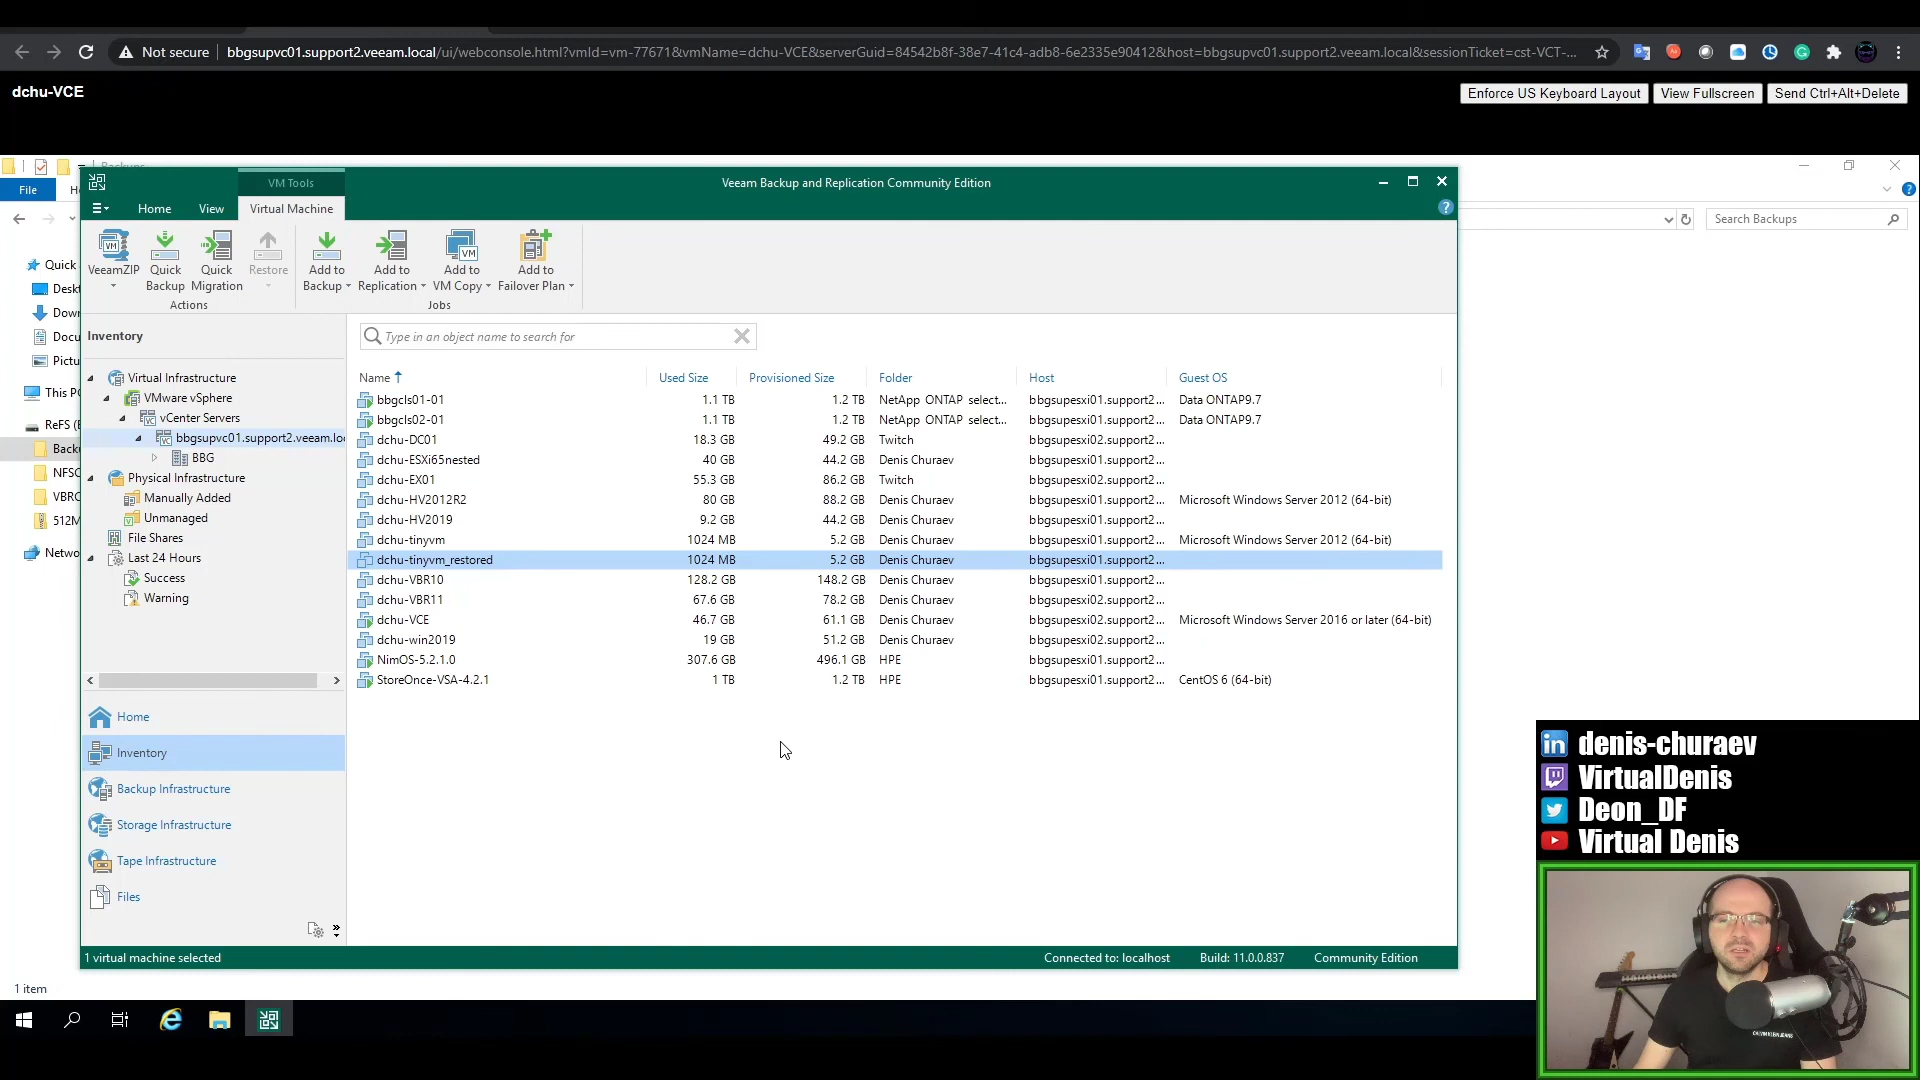 Not secure
bbgsupvc01.support2.veeam.local/ui/webconsole.html?vmId=vm-77671&vmName=dchu-VCE&serverGuid=84542b8f-38e7-41c4-adb8-6e2335e90412&host=bbgsupvc01.support2.veeam.local&sessionTicket=cst-VCT-...
dchu-VCE
Enforce US Keyboard Layout
View Fullscreen
Send Ctrl+Alt+Delete
Backups
File
Search Backups
VM Tools
Veeam Backup and Replication Community Edition
Home
View
Virtual Machine
VeeamZIP
Quick Backup
Quick Migration
Restore
Add to Backup
Add to Replication
Add to VM Copy
Add to Failover Plan
Actions
Jobs
Quick
Deskt
Down
Docu
Pictu
This PC
ReFS (E
Backu
NFSC
VBRC
512M
Netwo
Inventory
Virtual Infrastructure
VMware vSphere
vCenter Servers
bbgsupvc01.support2.veeam.loc
BBG
Physical Infrastructure
Manually Added
Unmanaged
File Shares
Last 24 Hours
Success
Warning
Home
Inventory
Backup Infrastructure
Storage Infrastructure
Tape Infrastructure
Files
Type in an object name to search for
Name Used Size Provisioned Size Folder Host Guest OS
bbgcls01-01 1.1 TB 1.2 TB NetApp ONTAP select... bbgsupesxi01.support2... Data ONTAP9.7
bbgcls02-01 1.1 TB 1.2 TB NetApp ONTAP select... bbgsupesxi01.support2... Data ONTAP9.7
dchu-DC01 18.3 GB 49.2 GB Twitch bbgsupesxi02.support2...
dchu-ESXi65nested 40 GB 44.2 GB Denis Churaev bbgsupesxi01.support2...
dchu-EX01 55.3 GB 86.2 GB Twitch bbgsupesxi02.support2...
dchu-HV2012R2 80 GB 88.2 GB Denis Churaev bbgsupesxi01.support2... Microsoft Windows Server 2012 (64-bit)
dchu-HV2019 9.2 GB 44.2 GB Denis Churaev bbgsupesxi01.support2...
dchu-tinyvm 1024 MB 5.2 GB Denis Churaev bbgsupesxi01.support2... Microsoft Windows Server 2012 (64-bit)
dchu-tinyvm_restored 1024 MB 5.2 GB Denis Churaev bbgsupesxi01.support2...
dchu-VBR10 128.2 GB 148.2 GB Denis Churaev bbgsupesxi01.support2...
dchu-VBR11 67.6 GB 78.2 GB Denis Churaev bbgsupesxi02.support2...
dchu-VCE 46.7 GB 61.1 GB Denis Churaev bbgsupesxi02.support2... Microsoft Windows Server 2016 or later (64-bit)
dchu-win2019 19 GB 51.2 GB Denis Churaev bbgsupesxi02.support2...
NimOS-5.2.1.0 307.6 GB 496.1 GB HPE bbgsupesxi01.support2...
StoreOnce-VSA-4.2.1 1 TB 1.2 TB HPE bbgsupesxi01.support2... CentOS 6 (64-bit)
1 virtual machine selected
Connected to: localhost
Build: 11.0.0.837
Community Edition
1 item
denis-churaev
VirtualDenis
Deon_DF
Virtual Denis
CALVIN KLEIN JEANS